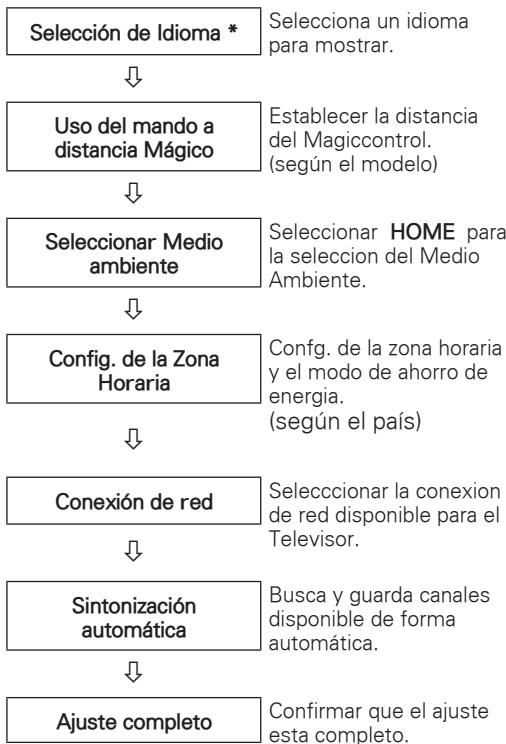 Selección de Idioma *
Selecciona un idioma
para mostrar.
Uso del mando a
distancia Mágico
Establecer la distancia
del Magiccontrol.
(según el modelo)
Seleccionar Medio
ambiente
Seleccionar HOME para
la seleccion del Medio
Ambiente.
Config. de la Zona
Horaria
Confg. de la zona horaria
y el modo de ahorro de
energia.
(según el país)
Conexión de red
Selecccionar la conexion
de red disponible para el
Televisor.
Sintonización
automática
Busca y guarda canales
disponible de forma
automática.
Ajuste completo
Confirmar que el ajuste
esta completo.